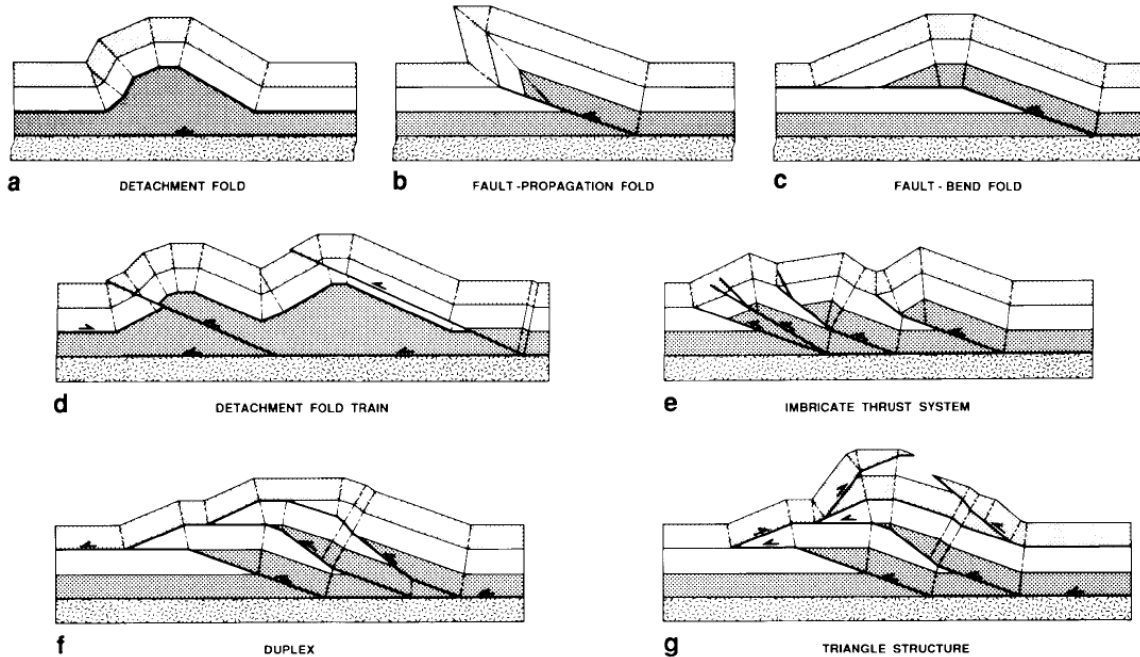 a
DETACHMENT FOLD
b
FAULT-PROPAGATION FOLD
c
FAULT-BEND FOLD
d
DETACHMENT FOLD TRAIN
e
IMBRICATE THRUST SYSTEM
f
DUPLEX
g
TRIANGLE STRUCTURE